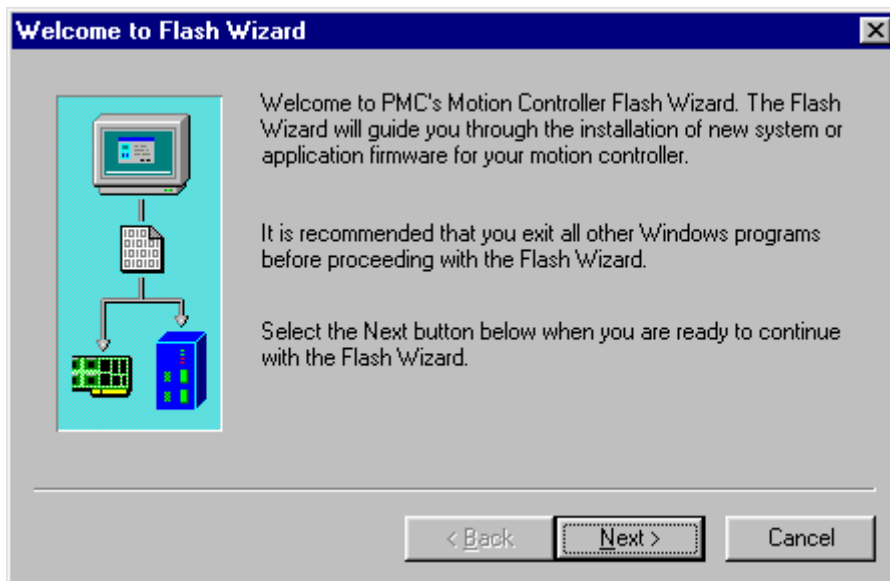 Welcome to Flash Wizard
Welcome to PMC's Motion Controller Flash Wizard. The Flash
Wizard will guide you through the installation of new system or
application firmware for your motion controller.
It is recommended that you exit all other Windows programs
before proceeding with the Flash Wizard.
Select the Next button below when you are ready to continue
with the Flash Wizard.
< Back
Next >
Cancel